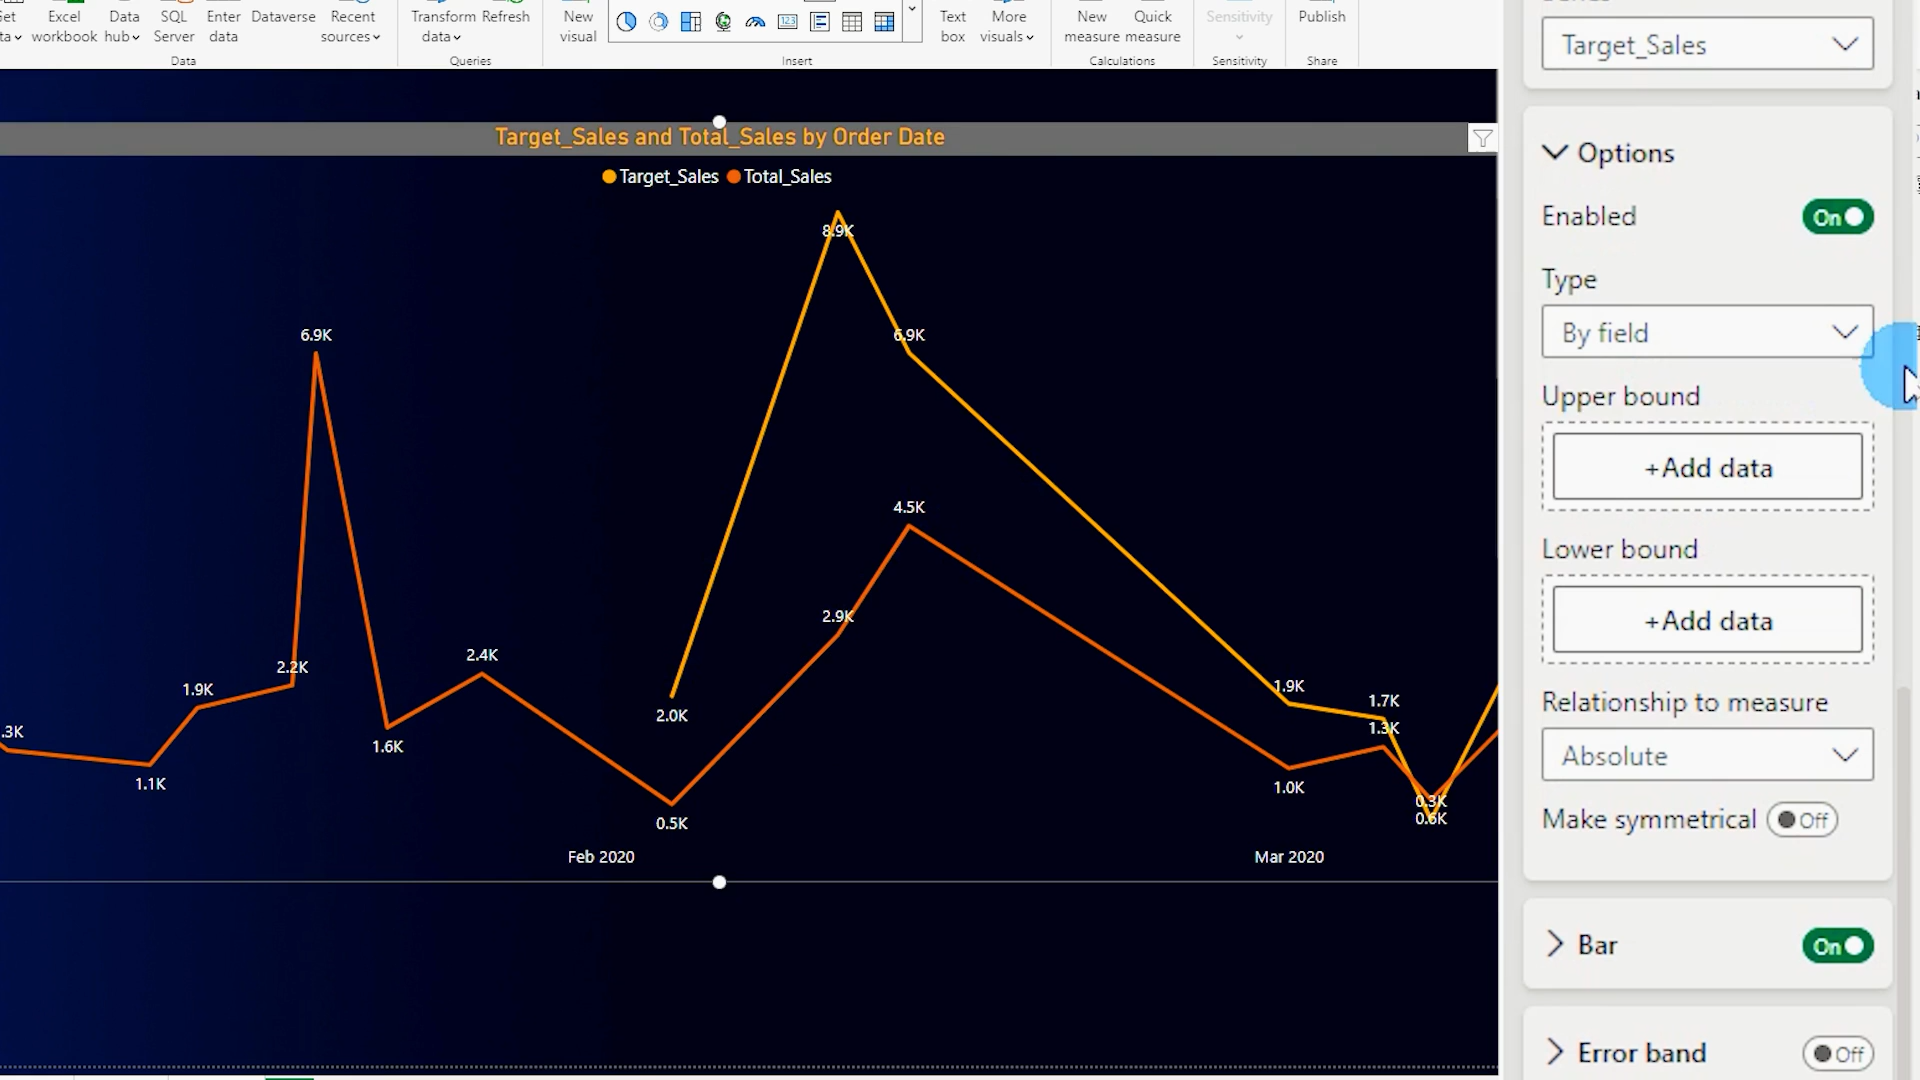 Excel workbook
Data hub
SQL Server
Enter data
Dataverse
Recent sources
Data
Transform data
Refresh
Queries
New visual
Insert
Text box
More visuals
New measure
Quick measure
Calculations
Sensitivity
Sensitivity
Publish
Share
Target_Sales and Total_Sales by Order Date
Target_Sales Total_Sales
8.9K
6.9K
6.9K
4.5K
2.9K
2.4K
2.2K
1.9K
1.9K
1.7K
1.3K
2.0K
.3K
1.6K
1.1K
1.0K
0.3K
0.6K
0.5K
Feb 2020
Mar 2020
Target_Sales
Options
Enabled
On
Type
By field
Upper bound
+Add data
Lower bound
+Add data
Relationship to measure
Absolute
Make symmetrical Off
Bar
On
Error band
Off